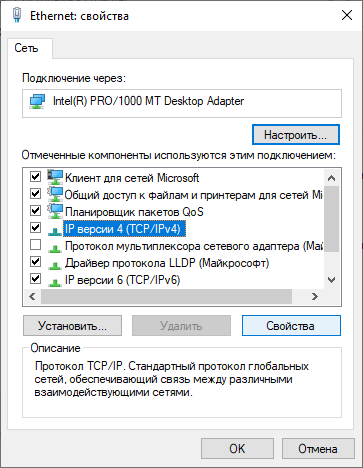 Ethernet: свойства
Сеть
Подключение через:
Intel(R) PRO/1000 MT Desktop Adapter
Настроить...
Отмеченные компоненты используются этим подключением:
Клиент для сетей Microsoft
Общий доступ к файлам и принтерам для сетей Mi
Планировщик пакетов QoS
IP версии 4 (TCP/IPv4)
Протокол мультиплексора сетевого адаптера (Ма
Драйвер протокола LLDP (Майкрософт)
IP версии 6 (TCP/IPv6)
Установить...
Удалить
Свойства
Описание
Протокол TCP/IP. Стандартный протокол глобальных
сетей, обеспечивающий связь между различными
взаимодействующими сетями.
OK
Отмена